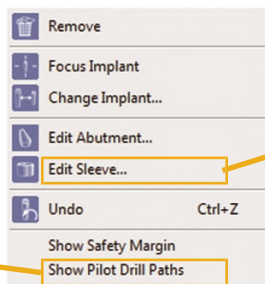 Remove
Focus Implant
Change Implant...
Edit Abutment...
Edit Sleeve...
Undo Ctrl+Z
Show Safety Margin
Show Pilot Drill Paths